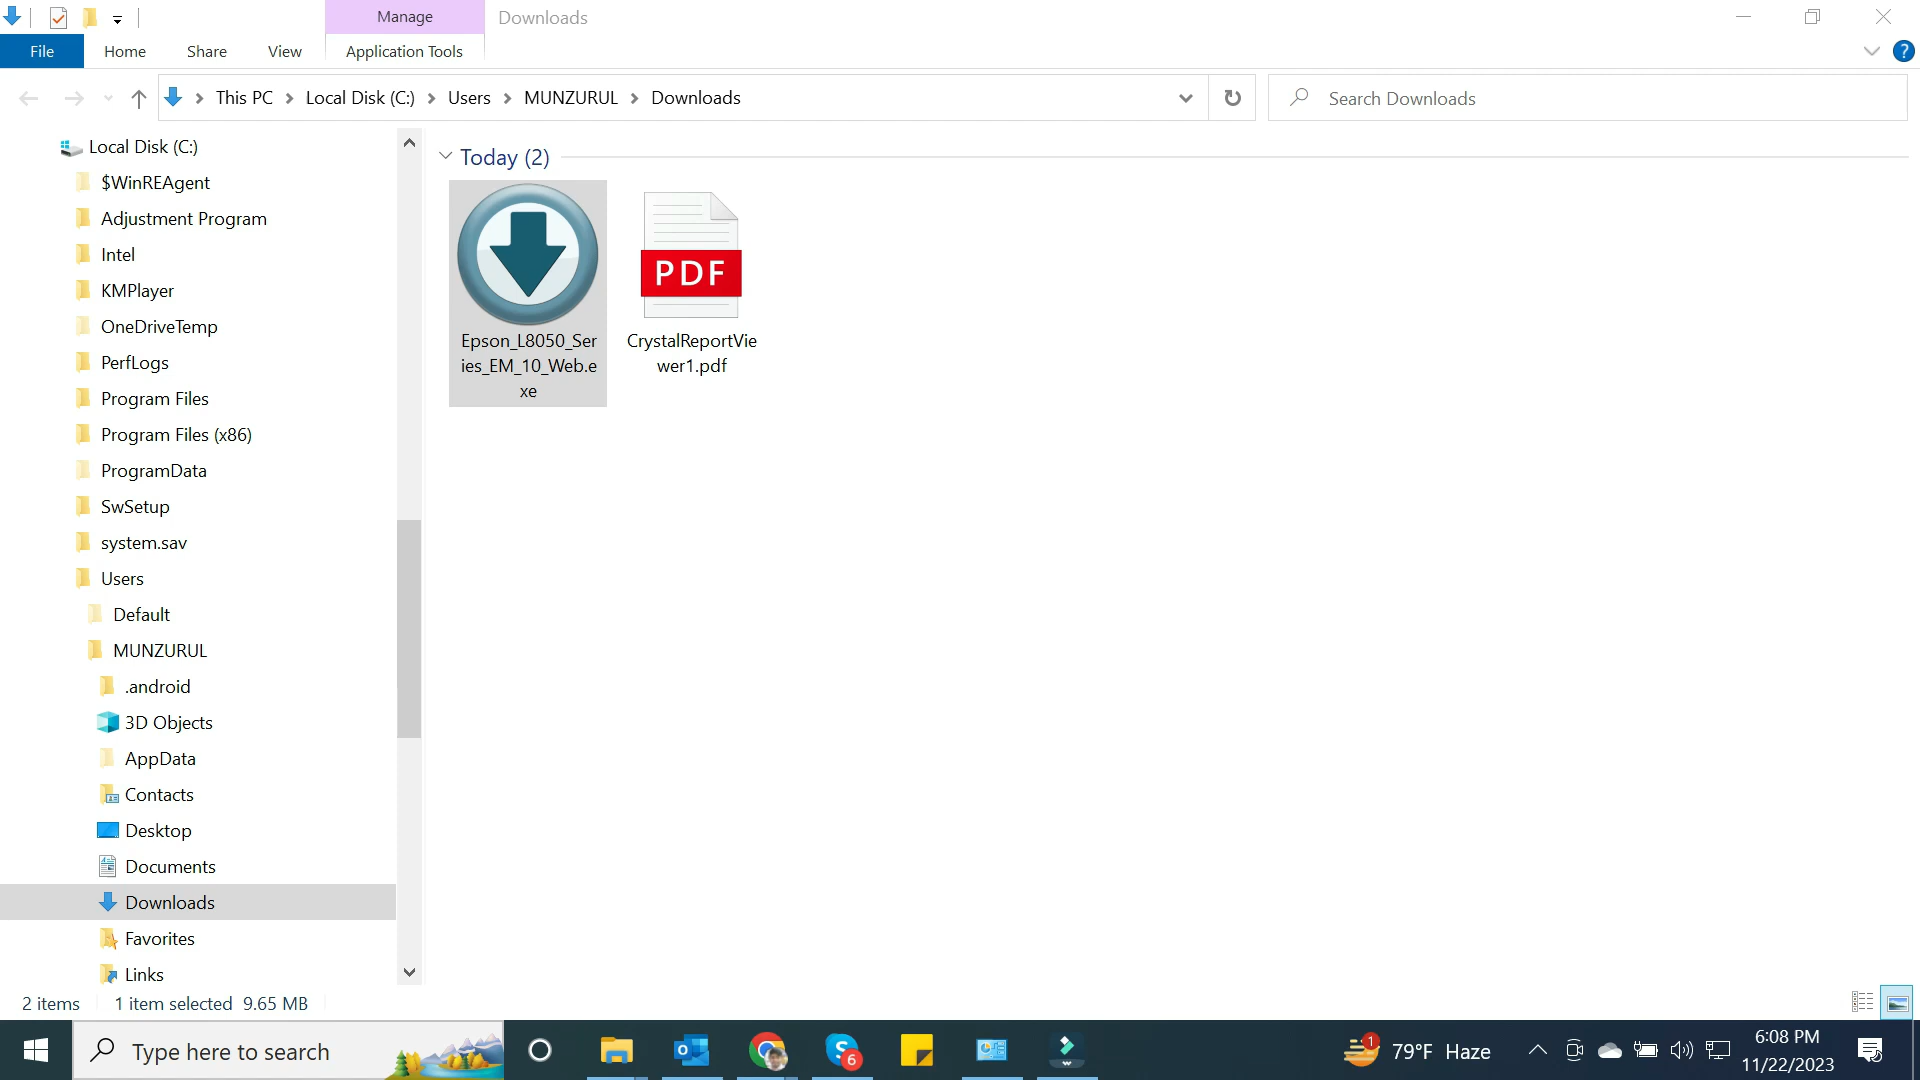 Manage
Downloads
File
Home
Share
View
Application Tools
?
This PC
Local Disk (C:)
Users
MUNZURUL
Downloads
Search Downloads
Local Disk (C:)
$WinREAgent
Adjustment Program
Intel
KMPlayer
OneDriveTemp
PerfLogs
Program Files
Program Files (x86)
ProgramData
SwSetup
system.sav
Users
Default
MUNZURUL
.android
3D Objects
AppData
Contacts
Desktop
Documents
Downloads
Favorites
Links
Today (2)
Epson_L8050_Ser
ies_EM_10_Web.e
xe
PDF
CrystalReportVie
wer1.pdf
2 items
1 item selected 9.65 MB
Type here to search
o
S
6
1
79°F Haze
6:08 PM
11/22/2023